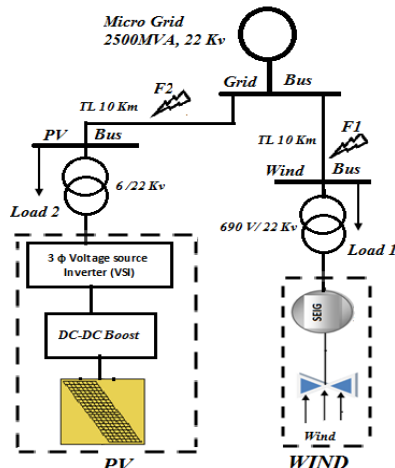 Micro Grid
2500MVA, 22 Kv
F2
Grid Bus
TL 10 Km
F1
PV Bus
TL 10 Km
Wind Bus
6/22 Kv
Load 2
690 V/ 22 Kv
Load 1
3 ϕ Voltage source
Inverter (VSI)
SEIG
DC-DC Boost
Wind
PV
WIND